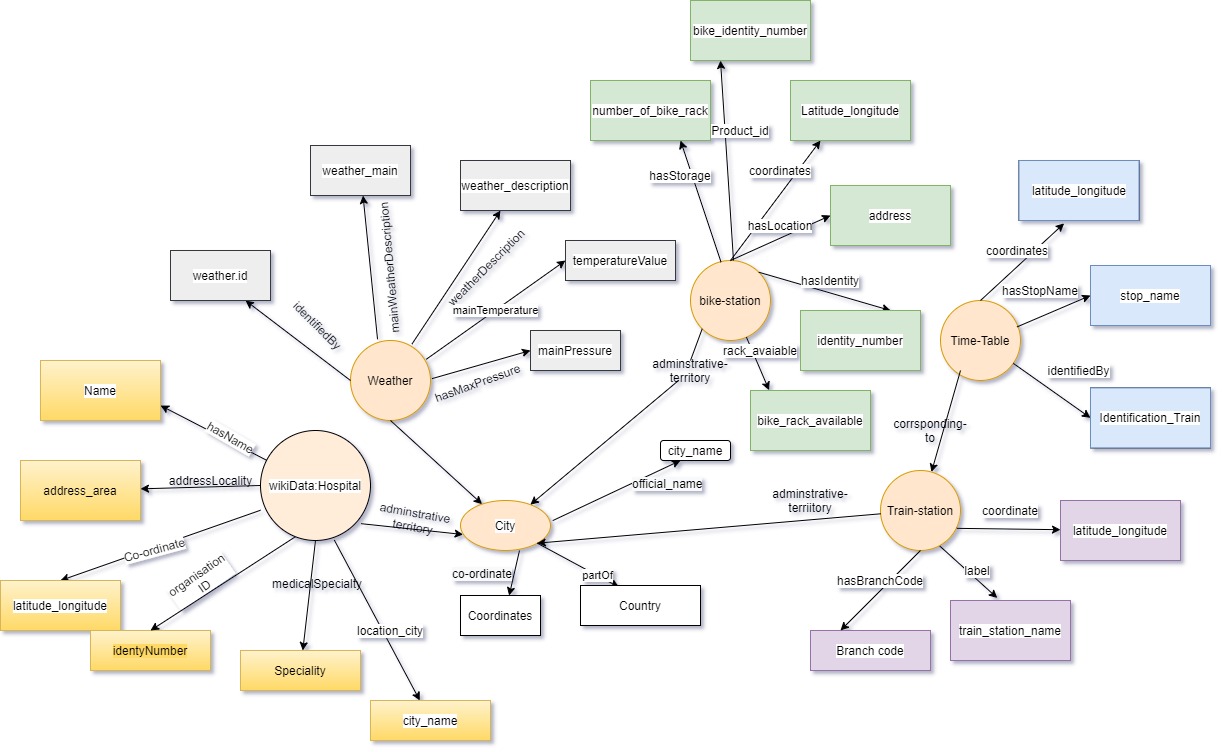 bike_identity_number
number_of_bike_rack
Latitude_longitude
Product_id
weather_main
weather_description
hasStorage
coordinates
latitude_longitude
address
hasLocation
mainWeatherDescription
weatherDescription
coordinates
weather.id
temperatureValue
bike-station
hasIdentity
hasStopName
stop_name
identifiedBy
mainTemperature
identity_number
Time-Table
mainPressure
rack_avaiable
adminstrative-
territory
Weather
hasMaxPressure
identifiedBy
Name
bike_rack_available
Identification_Train
hasName
corrsponding-
to
city_name
addressLocality
wikiData:Hospital
official_name
address_area
adminstrative-
terriitory
adminstrative
territory
City
Train-station
coordinate
latitude_longitude
Co-ordinate
organisation
ID
medicalSpecialty
co-ordinate
partOf
hasBranchCode
label
latitude_longitude
Coordinates
Country
location_city
train_station_name
identyNumber
Branch code
Speciality
city_name